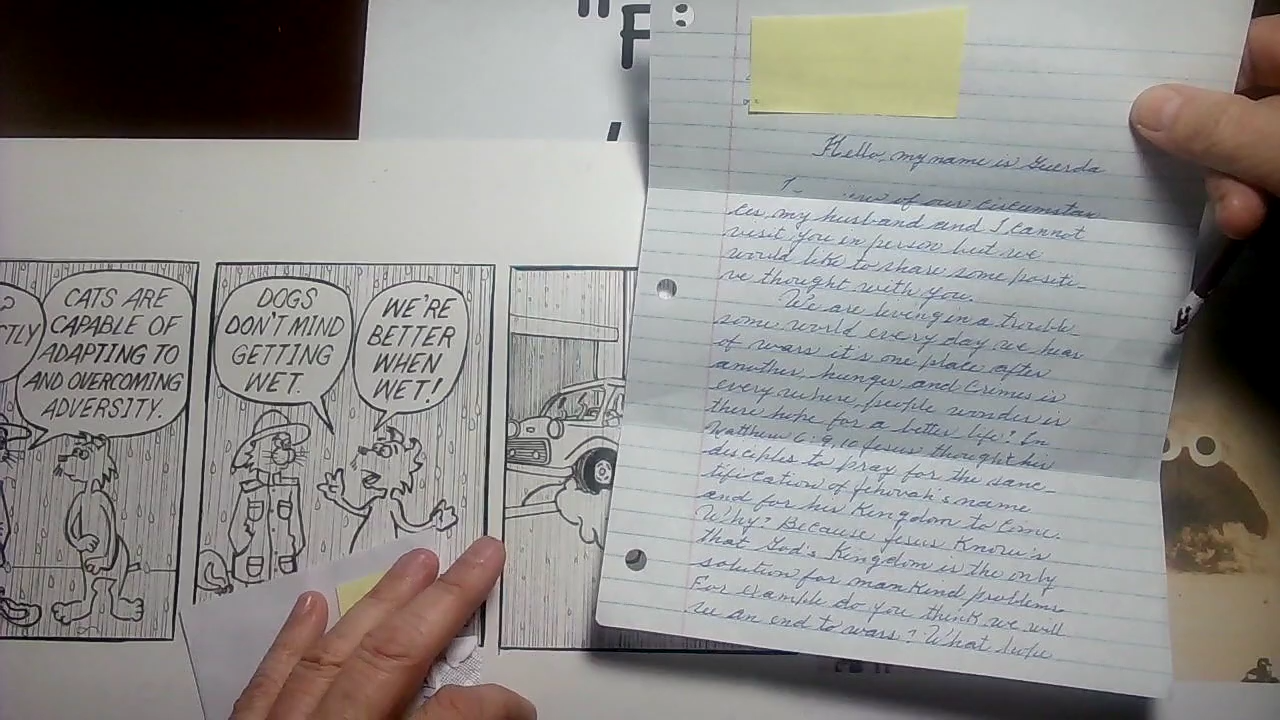 "F
,
CTLY
CATS ARE
CAPABLE OF
ADAPTING TO
AND OVERCOMING
ADVERSITY.
DOGS
DON'T MIND
GETTING
WET.
WE'RE
BETTER
WHEN
WET!
Hello, my name is Guerda
of our circumstan
ces my husband and I cannot
visit you in person but we
would like to share some positi-
ve thought with you.
We are living in a trouble
some world every day we hear
of wars it's one place after
another, hunger and Crimes is
every where, people wonder is
there hope for a better life? In
Matthew 6:9,10 Jesus thought his
disciples to pray for the sanc-
tification of Jehovah's name
and for his Kingdom to Come.
Why? Because Jesus Know's
that God's Kingdom is the only
solution for manKind problems.
For Example do you think we will
see an end to wars? What